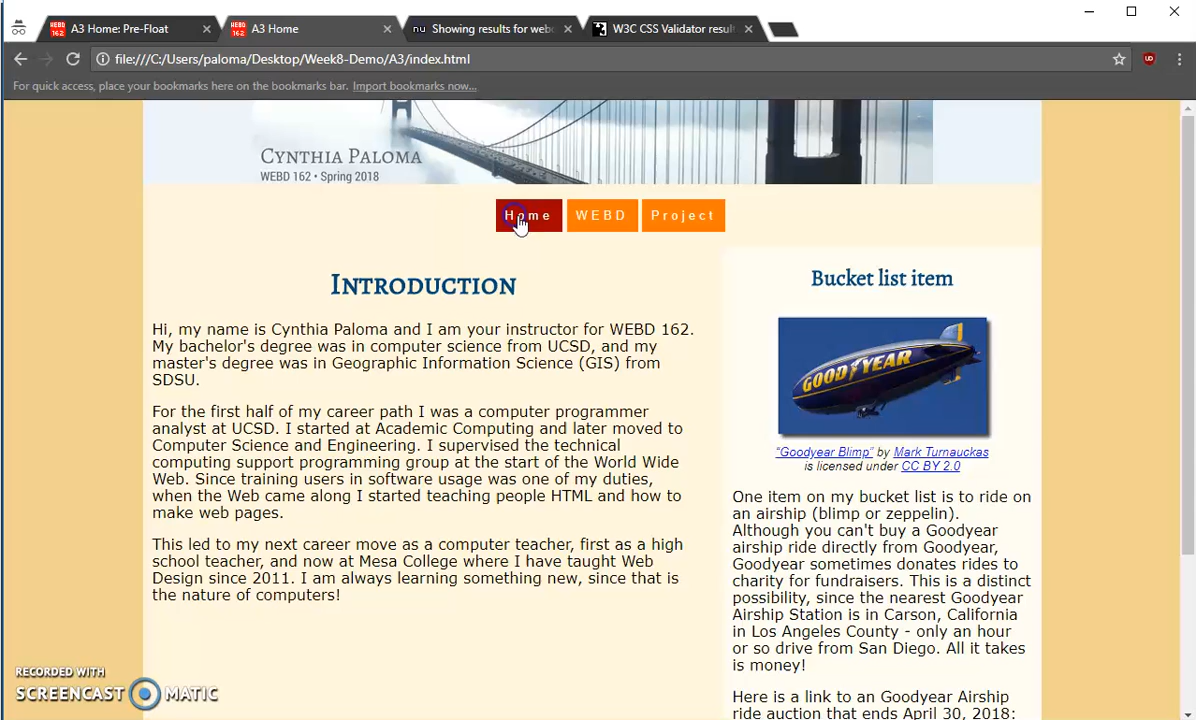 A3 Home: Pre-Float
A3 Home
Showing results for webd
W3C CSS Validator resul
file:///C:/Users/paloma/Desktop/Week8-Demo/A3/index.html
For quick access, place your bookmarks here on the bookmarks bar. Import bookmarks now...
Cynthia Paloma
WEBD 162 • Spring 2018
Home WEBD Project
Introduction
Hi, my name is Cynthia Paloma and I am your instructor for WEBD 162.
My bachelor's degree was in computer science from UCSD, and my
master's degree was in Geographic Information Science (GIS) from
SDSU.
For the first half of my career path I was a computer programmer
analyst at UCSD. I started at Academic Computing and later moved to
Computer Science and Engineering. I supervised the technical
computing support programming group at the start of the World Wide
Web. Since training users in software usage was one of my duties,
when the Web came along I started teaching people HTML and how to
make web pages.
This led to my next career move as a computer teacher, first as a high
school teacher, and now at Mesa College where I have taught Web
Design since 2011. I am always learning something new, since that is
the nature of computers!
Bucket list item
GOODYEAR
"Goodyear Blimp" by Mark Turnauckas
is licensed under CC BY 2.0
One item on my bucket list is to ride on
an airship (blimp or zeppelin).
Although you can't buy a Goodyear
airship ride directly from Goodyear,
Goodyear sometimes donates rides to
charity for fundraisers. This is a distinct
possibility, since the nearest Goodyear
Airship Station is in Carson, California
in Los Angeles County - only an hour
or so drive from San Diego. All it takes
is money!
Here is a link to an Goodyear Airship
ride auction that ends April 30, 2018:
RECORDED WITH
SCREENCAST MATIC